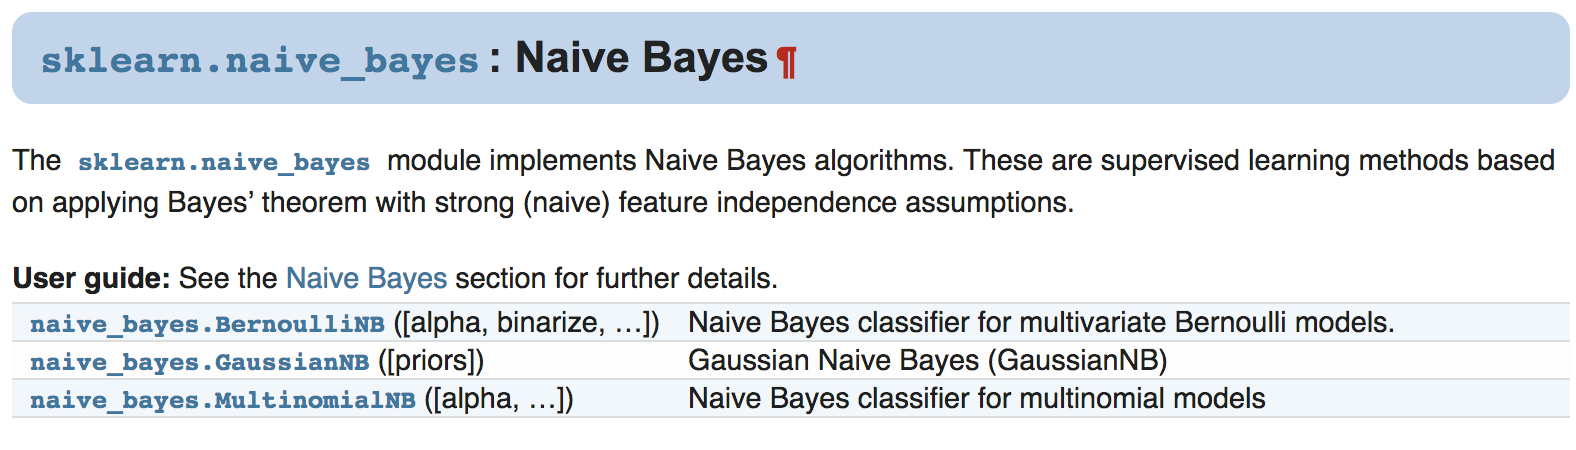 sklearn.naive_bayes: Naive Bayes¶
The sklearn.naive_bayes module implements Naive Bayes algorithms. These are supervised learning methods based
on applying Bayes’ theorem with strong (naive) feature independence assumptions.
User guide: See the Naive Bayes section for further details.
naive_bayes.BernoulliNB ([alpha, binarize, …]) Naive Bayes classifier for multivariate Bernoulli models.
naive_bayes.GaussianNB ([priors]) Gaussian Naive Bayes (GaussianNB)
naive_bayes.MultinomialNB ([alpha, …]) Naive Bayes classifier for multinomial models